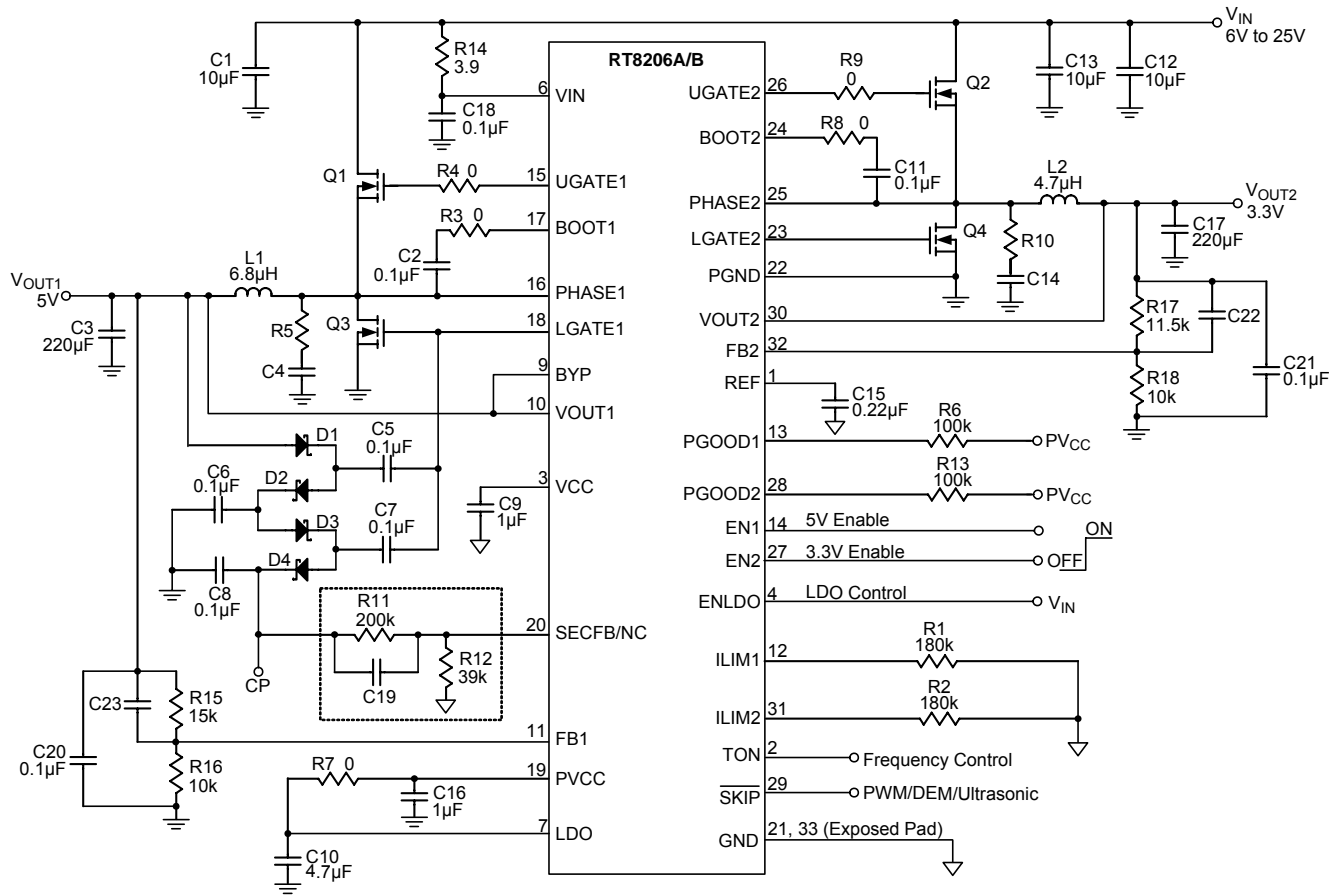 RT8206A/B
VIN
6V to 25V
C1
10µF
R14
3.9
6
VIN
C18
0.1µF
Q1
R4 0
15
UGATE1
R3 0
17
BOOT1
C2
0.1µF
L1
6.8µH
VOUT1
5V
16
PHASE1
C3
220µF
R5
Q3
18
LGATE1
C4
9
BYP
10
VOUT1
D1
C5
0.1µF
C6
0.1µF
D2
3
VCC
C9
1µF
D3
C7
0.1µF
D4
C8
0.1µF
R11
200k
20
SECFB/NC
R12
39k
C19
CP
C23
R15
15k
11
FB1
C20
0.1µF
R16
10k
R7 0
19
PVCC
C16
1µF
7
LDO
C10
4.7µF
UGATE2
26
R9
0
Q2
C13
10µF
C12
10µF
BOOT2
24
R8 0
C11
0.1µF
L2
4.7µH
PHASE2
25
VOUT2
3.3V
LGATE2
23
Q4
R10
C17
220µF
PGND
22
C14
VOUT2
30
R17
11.5k
C22
FB2
32
R18
10k
C21
0.1µF
REF
1
C15
0.22µF
PGOOD1
13
R6
100k
PVCC
PGOOD2
28
R13
100k
PVCC
EN1
14
5V Enable
ON
EN2
27
3.3V Enable
OFF
ENLDO
4
LDO Control
VIN
ILIM1
12
R1
180k
ILIM2
31
R2
180k
TON
2
Frequency Control
SKIP
29
PWM/DEM/Ultrasonic
GND
21, 33 (Exposed Pad)